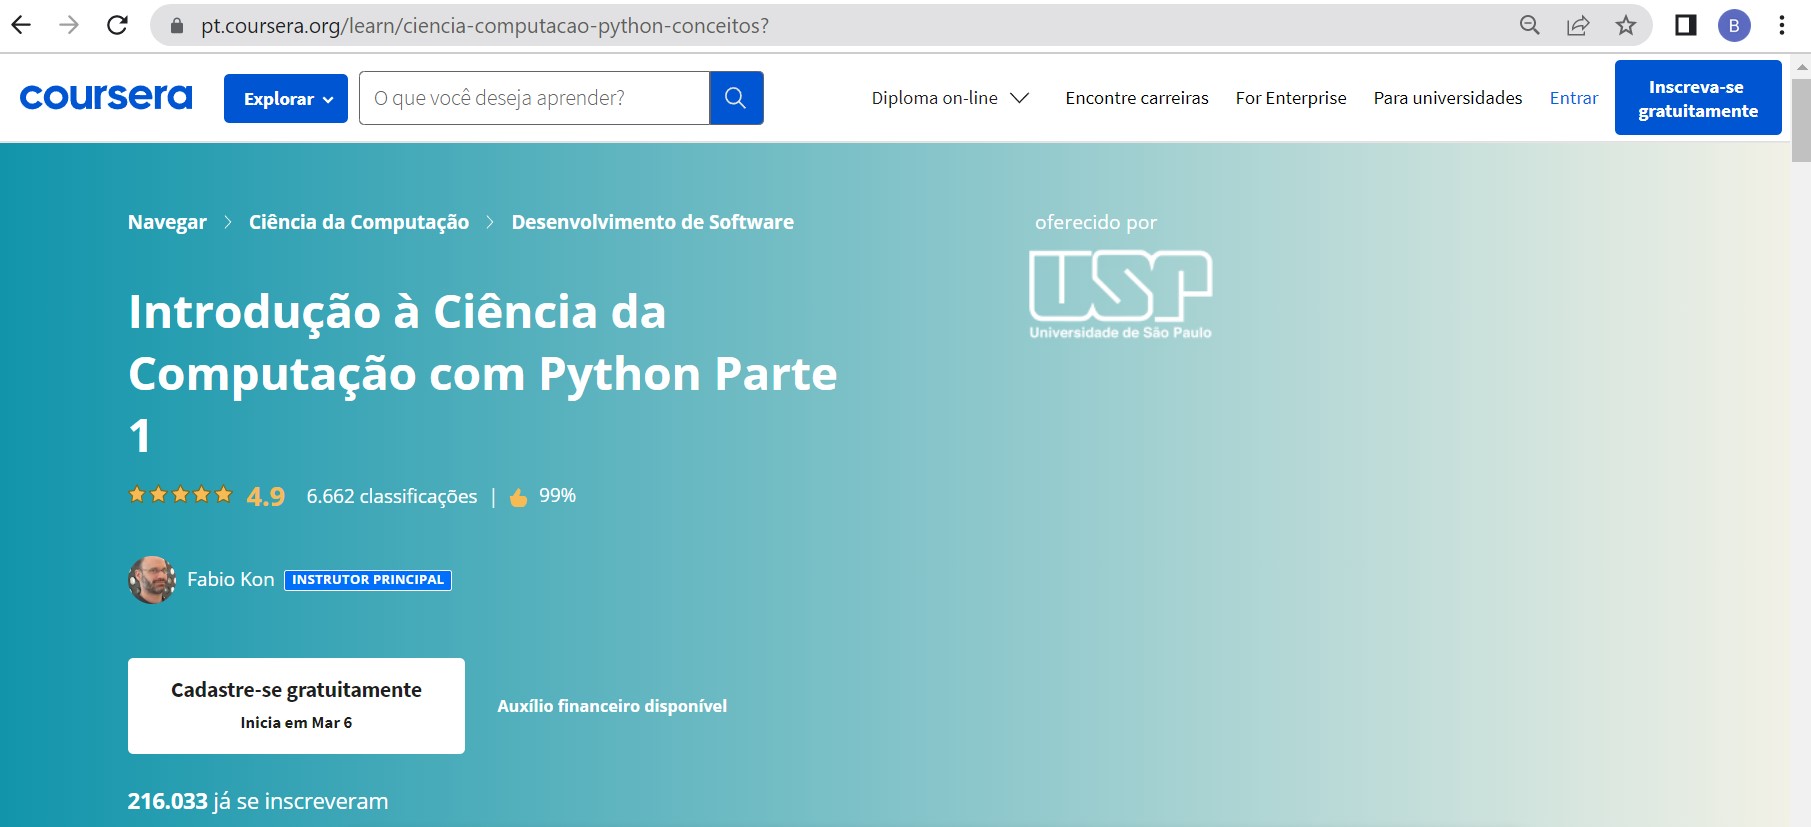 pt.coursera.org/learn/ciencia-computacao-python-conceitos?
B
coursera
Explorar
O que você deseja aprender?
Diploma on-line
Encontre carreiras
For Enterprise
Para universidades
Entrar
Inscreva-se
gratuitamente
Navegar > Ciência da Computação > Desenvolvimento de Software
oferecido por
USP
Universidade de São Paulo
Introdução à Ciência da
Computação com Python Parte
1
4.9 6.662 classificações | 99%
Fabio Kon INSTRUTOR PRINCIPAL
Cadastre-se gratuitamente
Inicia em Mar 6
Auxílio financeiro disponível
216.033 já se inscreveram